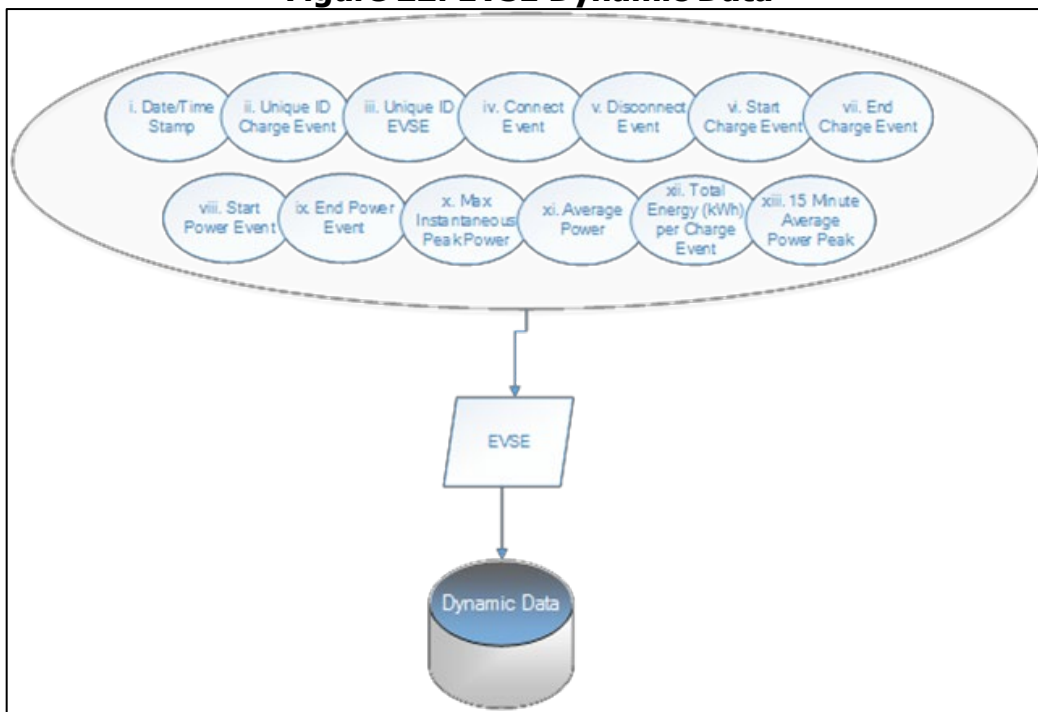 Figure 22: EVSE Dynamic Data
i. Date/Time
Stamp
ii. Unique ID
Charge Event
iii. Unique ID
EVSE
iv. Connect
Event
v. Disconnect
Event
vi. Start
Charge Event
vii. End
Charge Event
viii. Start
Power Event
ix. End Power
Event
x. Max
Instantaneous
Peak Power
xi. Average
Power
xii. Total
Energy (kWh)
per Charge
Event
xiii. 15 Minute
Average
Power Peak
EVSE
Dynamic Data